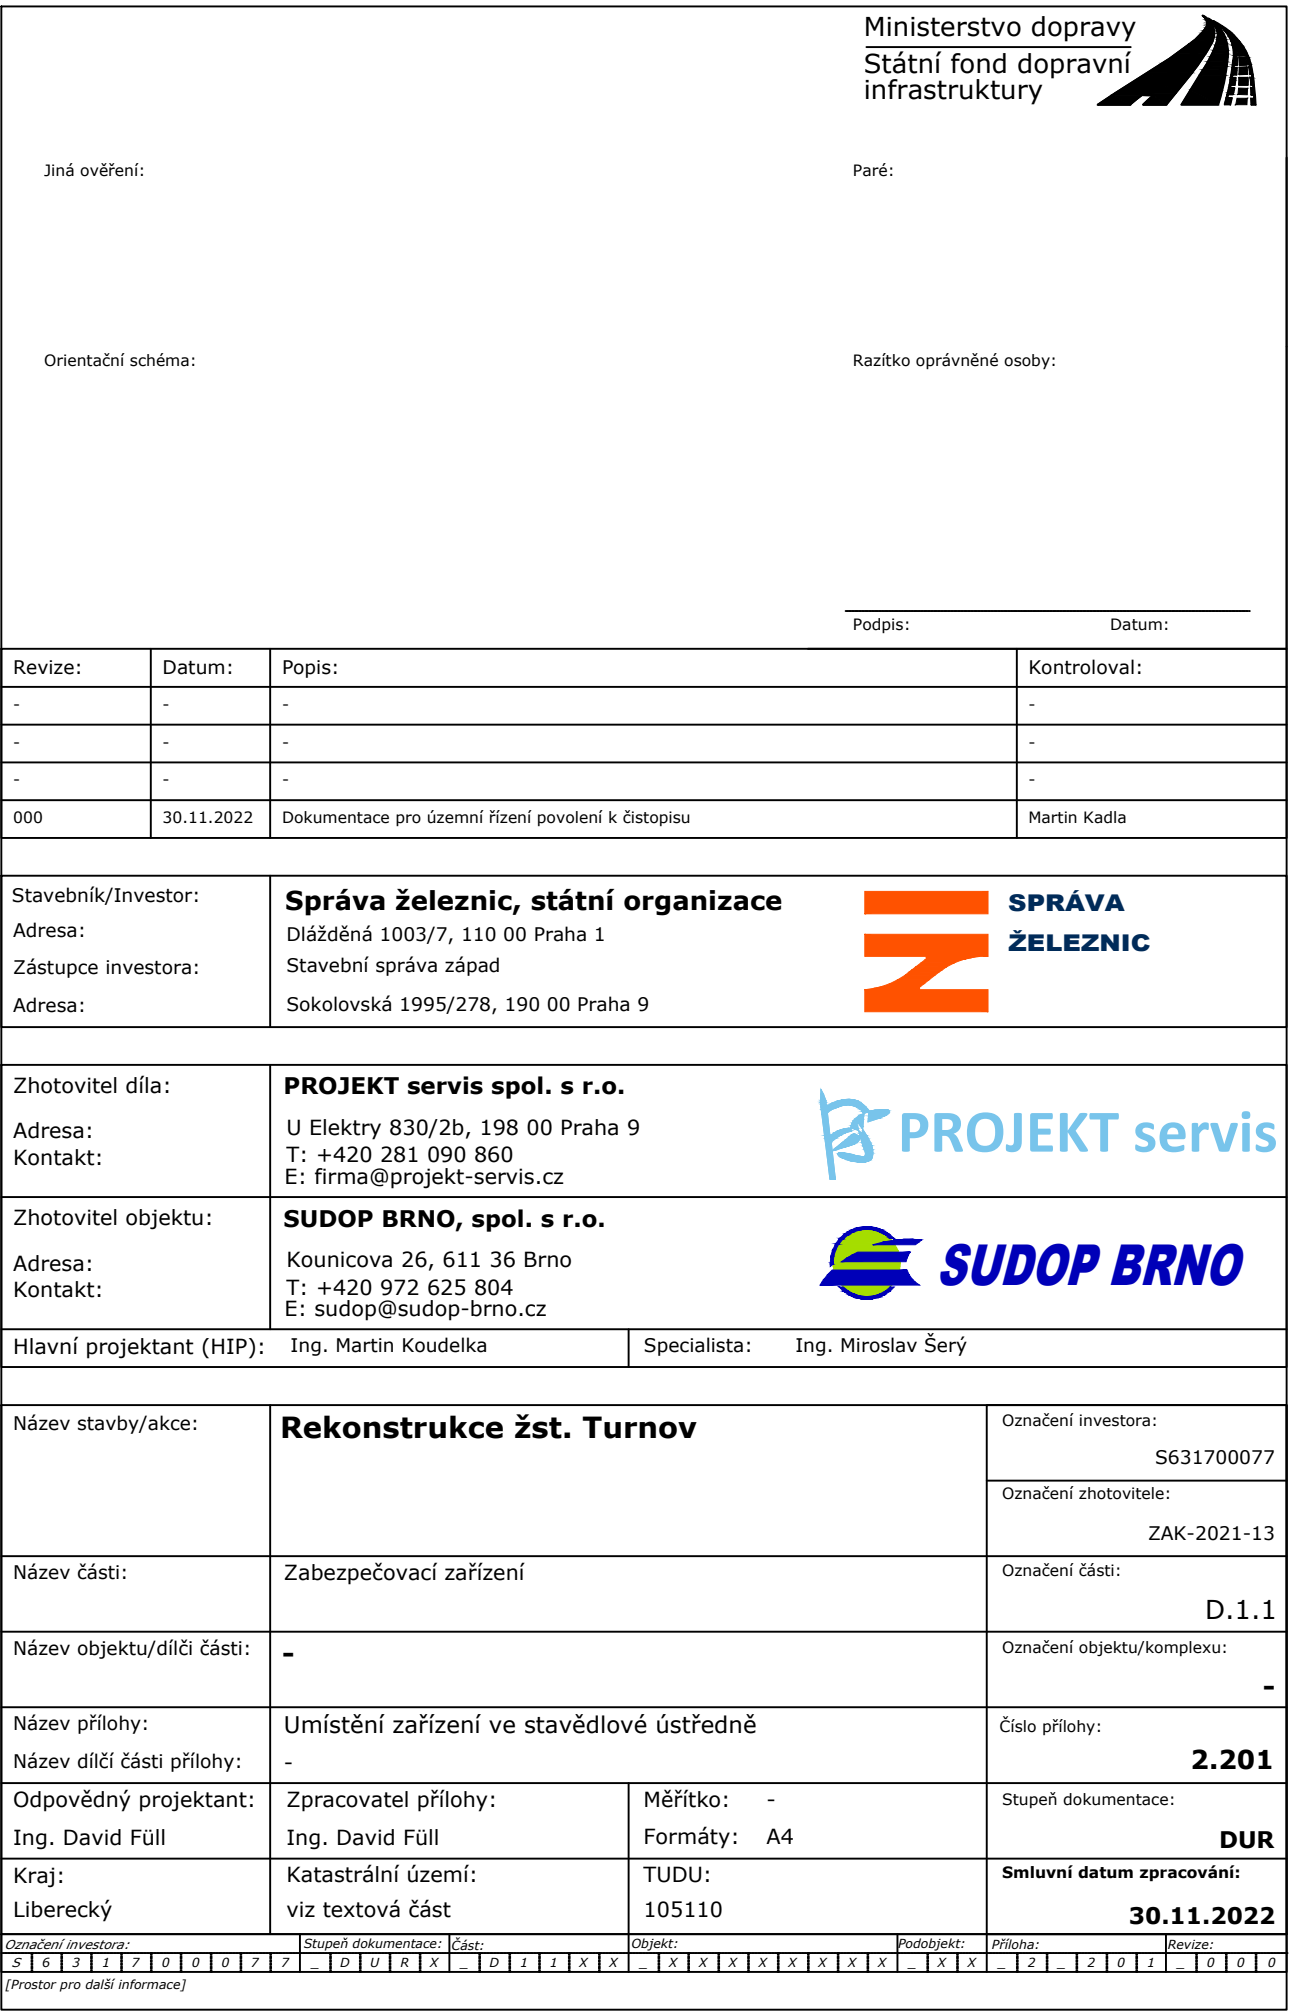 Ministerstvo dopravy
Státní fond dopravní
infrastruktury
Jiná ověření:
Paré:
Orientační schéma:
Razítko oprávněné osoby:
Podpis: Datum:
Revize: Datum: Popis: Kontroloval:
- - - -
- - - -
- - - -
000 30.11.2022 Dokumentace pro územní řízení povolení k čistopisu Martin Kadla
Stavebník/Investor: Správa železnic, státní organizace
Adresa: Dlážděná 1003/7, 110 00 Praha 1
Zástupce investora: Stavební správa západ
Adresa: Sokolovská 1995/278, 190 00 Praha 9
SPRÁVA
ŽELEZNIC
Zhotovitel díla: PROJEKT servis spol. s r.o.
Adresa: U Elektry 830/2b, 198 00 Praha 9
Kontakt: T: +420 281 090 860
E: firma@projekt-servis.cz
PROJEKT servis
Zhotovitel objektu: SUDOP BRNO, spol. s r.o.
Adresa: Kounicova 26, 611 36 Brno
Kontakt: T: +420 972 625 804
E: sudop@sudop-brno.cz
SUDOP BRNO
Hlavní projektant (HIP): Ing. Martin Koudelka Specialista: Ing. Miroslav Šerý
Název stavby/akce: Rekonstrukce žst. Turnov
Označení investora:
S631700077
Označení zhotovitele:
ZAK-2021-13
Název části: Zabezpečovací zařízení Označení části:
D.1.1
Název objektu/dílči části: - Označení objektu/komplexu:
-
Název přílohy: Umístění zařízení ve stavědlové ústředně Číslo přílohy:
Název dílčí části přílohy: - 2.201
Odpovědný projektant: Zpracovatel přílohy: Měřítko: - Stupeň dokumentace:
Ing. David Füll Ing. David Füll Formáty: A4 DUR
Kraj: Katastrální území: TUDU: Smluvní datum zpracování:
Liberecký viz textová část 105110 30.11.2022
Označení investora: Stupeň dokumentace: Část: Objekt: Podobjekt: Příloha: Revize:
S 6 3 1 7 0 0 0 7 7 _ D U R X _ D 1 1 X X _ X X X X X X X X _ X X _ 2 _ 2 0 1 _ 0 0 0
[Prostor pro další informace]